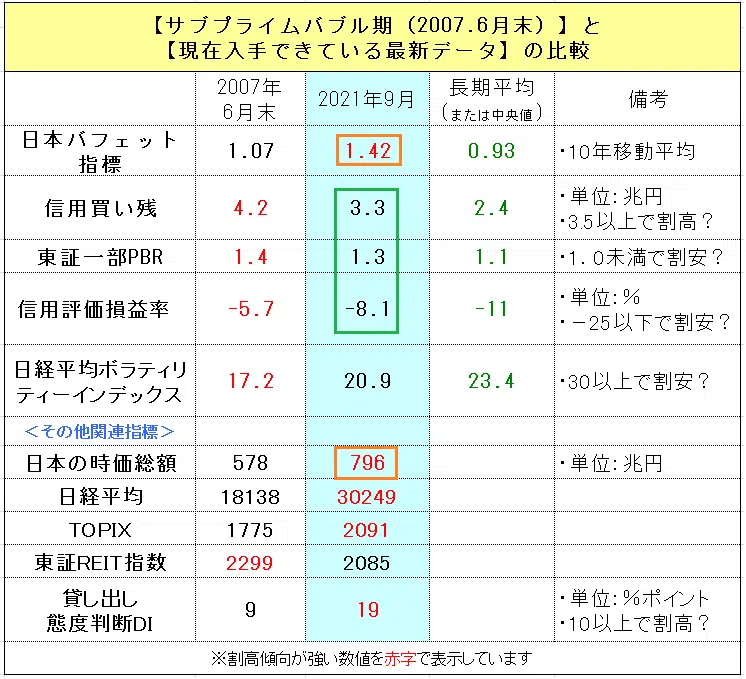 【サブプライムバブル期（2007.6月末）】と
【現在入手できている最新データ】の比較
2007年
6月末
2021年9月
長期平均
（または中央値）
備考
日本バフェット
指標
1.07
1.42
0.93
・10年移動平均
信用買い残
4.2
3.3
2.4
・単位：兆円
・3.5以上で割高？
東証一部PBR
1.4
1.3
1.1
・1.0未満で割安？
信用評価損益率
-5.7
-8.1
-11
・単位：％
・－25以下で割安？
日経平均ボラティリ
ティーインデックス
17.2
20.9
23.4
・30以上で割安？
＜その他関連指標＞
日本の時価総額
578
796
・単位：兆円
日経平均
18138
30249
TOPIX
1775
2091
東証REIT指数
2299
2085
貸し出し
態度判断DI
9
19
・単位：％ポイント
・10以上で割高？
※割高傾向が強い数値を赤字で表示しています